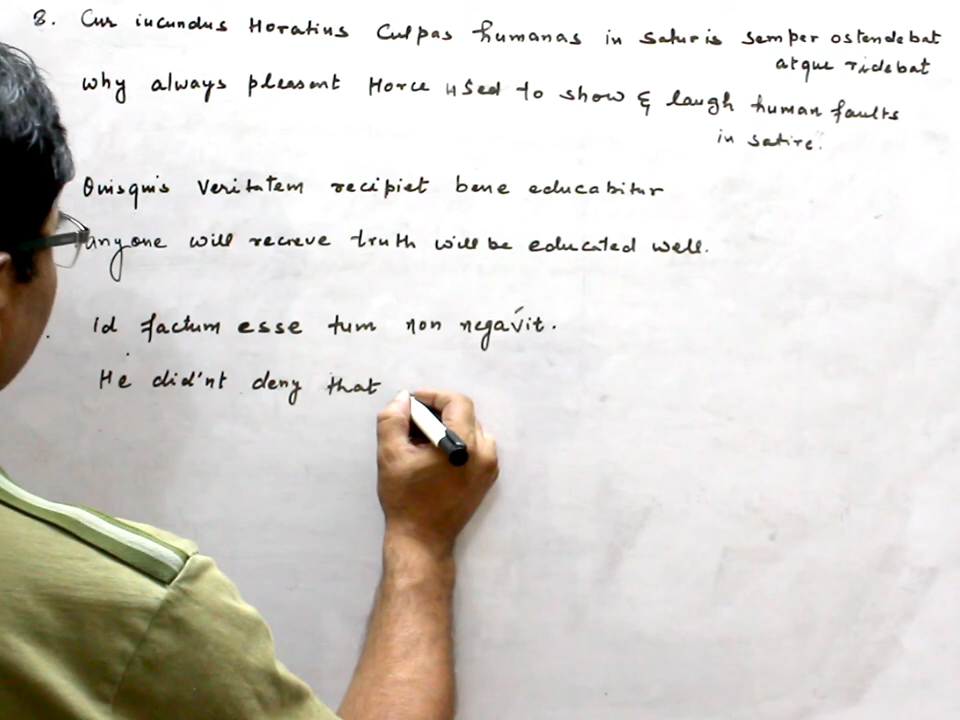 8. Cur iucundus Horatius Culpas humanas in saturis semper ostendebat
atque ridebat
why always pleasant Horce used to show & laugh human faults
in satire.
Quisquis veritatem recipiet bene educabitur
anyone will recieve truth will be educated well.
Id factum esse tum non negavit.
He did'nt deny that